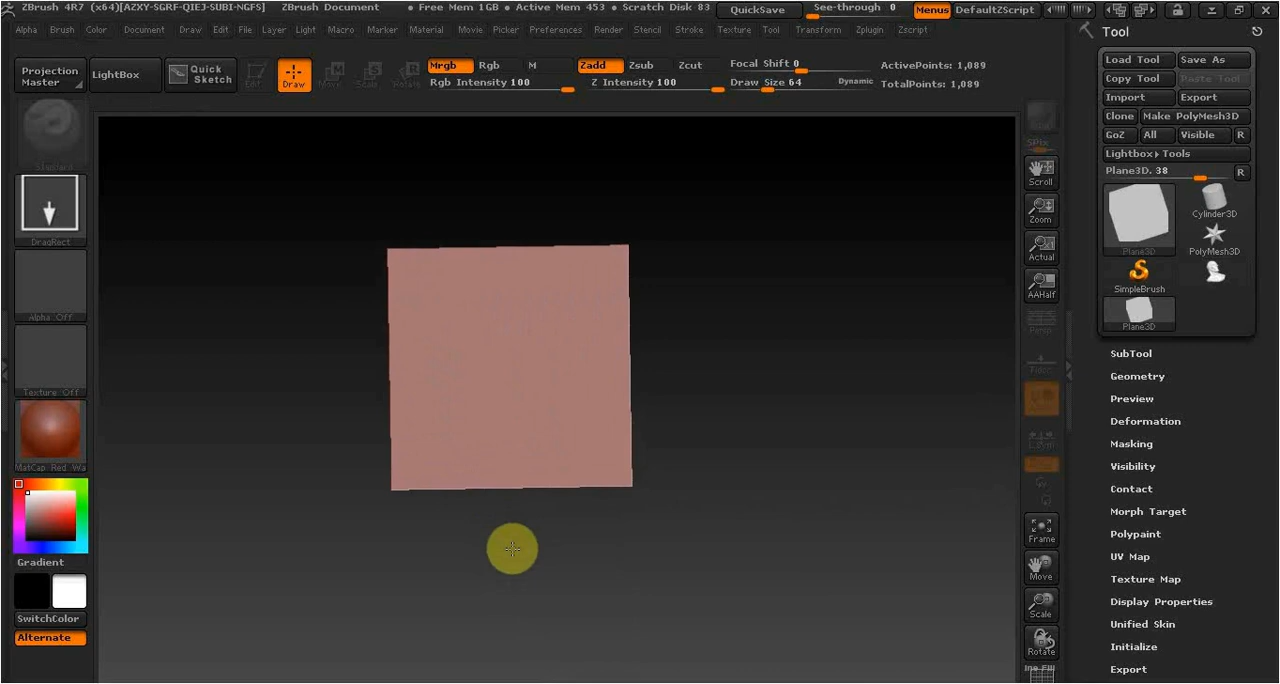 ZBrush 4R7 (x64)[AZXY-SGRF-QIEJ-SUBI-NGFS] ZBrush Document • Free Mem 1GB • Active Mem 453 • Scratch Disk 83 QuickSave See-through 0 Menus DefaultZScript
Alpha Brush Color Document Draw Edit File Layer Light Macro Marker Material Movie Picker Preferences Render Stencil Stroke Texture Tool Transform Zplugin Zscript
Projection Master
LightBox
Quick Sketch
Edit
Draw
Move
Scale
Rotate
Mrgb Rgb M
Rgb Intensity 100
Zadd Zsub Zcut
Z Intensity 100
Focal Shift 0
Draw Size 64 Dynamic
ActivePoints: 1,089
TotalPoints: 1,089
Standard
DragRect
Alpha Off
Texture Off
MatCap Red Wa
Gradient
SwitchColor
Alternate
SPix
Scroll
Zoom
Actual
AAHalf
Persp
Floor
Frame
Move
Scale
Rotate
Line Fill
Tool
Load Tool Save As
Copy Tool Paste Tool
Import Export
Clone Make PolyMesh3D
GoZ All Visible R
Lightbox▸Tools
Plane3D. 38 R
Plane3D
Cylinder3D
PolyMesh3D
SimpleBrush
Plane3D
SubTool
Geometry
Preview
Deformation
Masking
Visibility
Contact
Morph Target
Polypaint
UV Map
Texture Map
Display Properties
Unified Skin
Initialize
Export